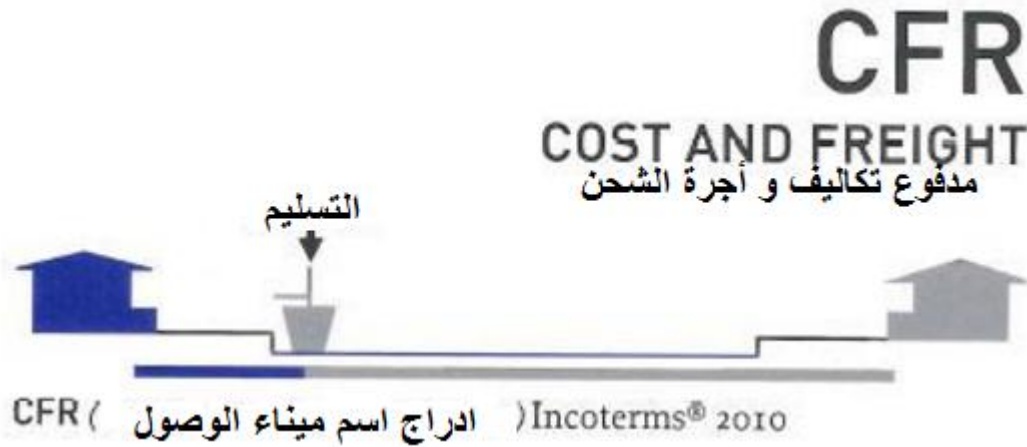 CFR
COST AND FREIGHT
مدفوع تكاليف و أجرة الشحن
التسليم
CFR ( ادراج اسم ميناء الوصول ) Incoterms® 2010